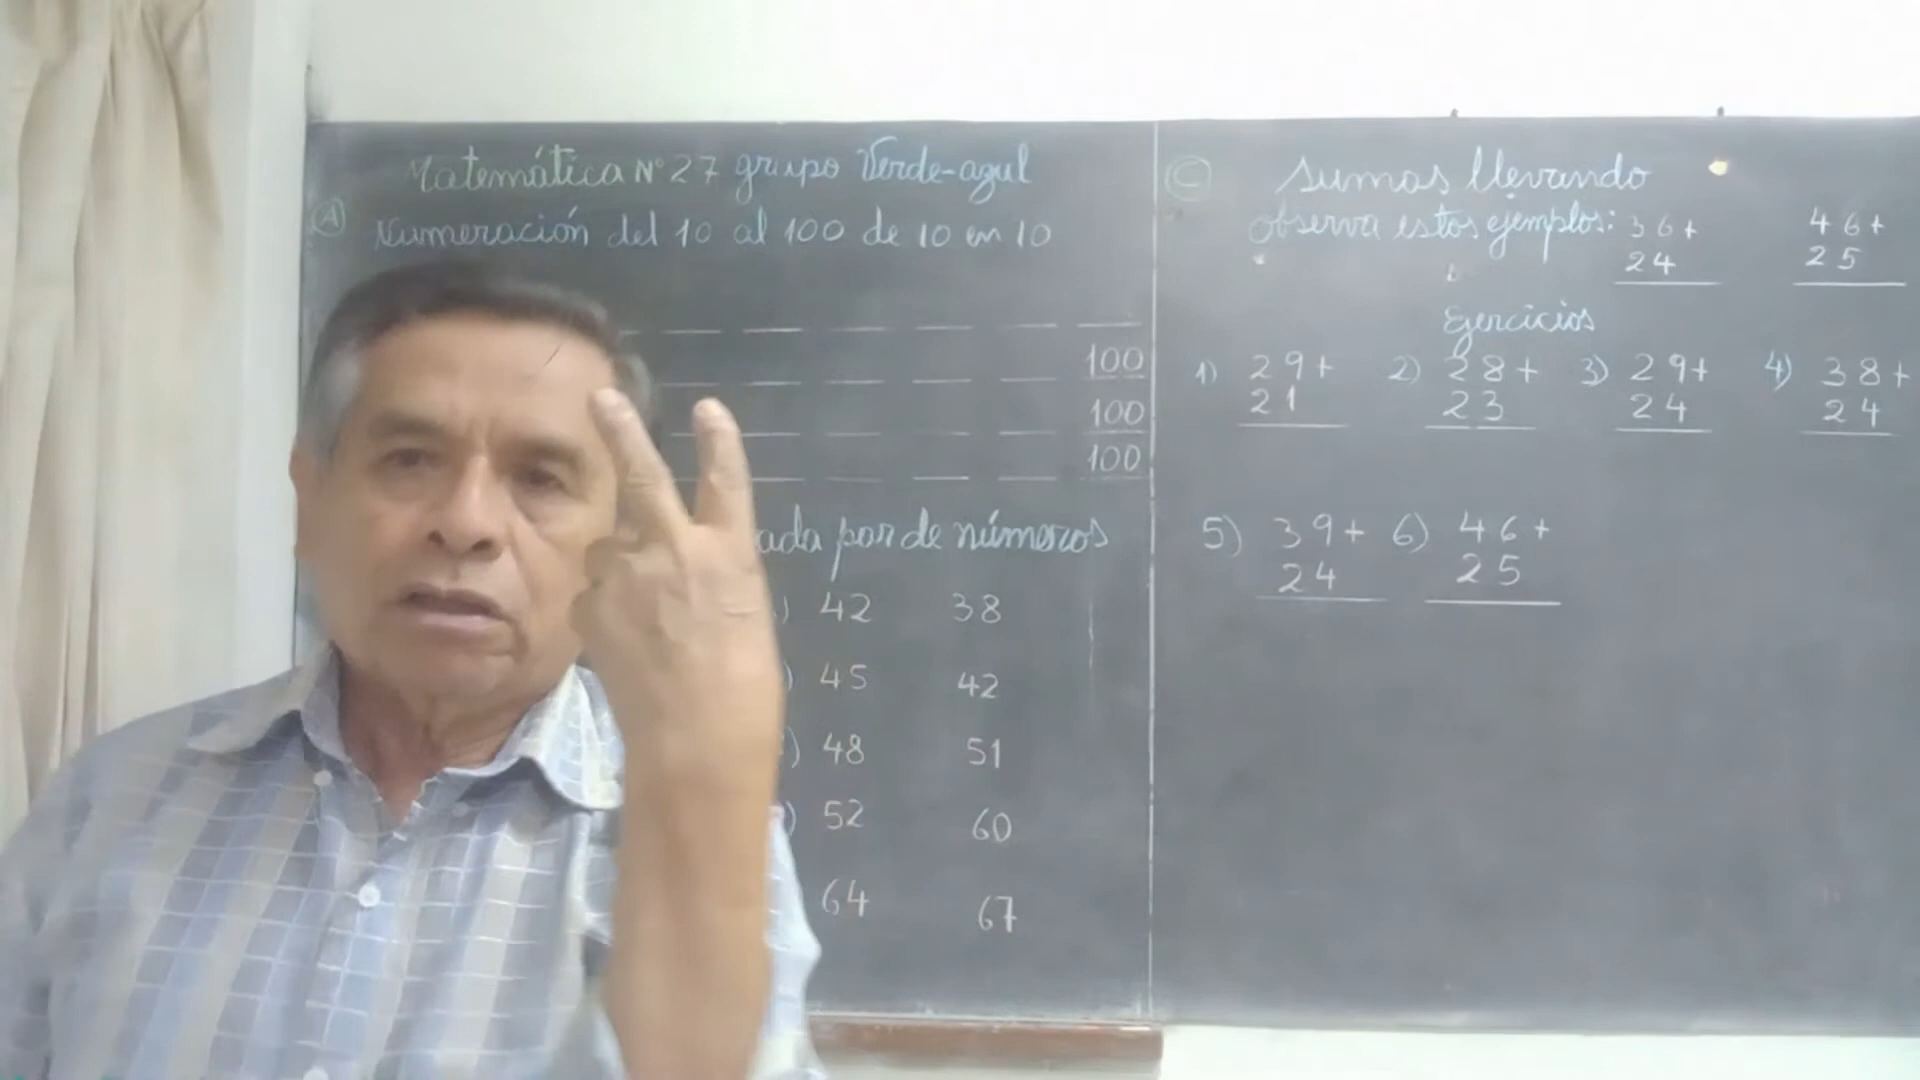 Matemática N° 27 grupo Verde-azul
A Numeración del 10 al 100 de 10 en 10
100
100
100
cada par de números
) 42 38
) 45 42
) 48 51
) 52 60
64 67
C Sumas llevando
observa estos ejemplos: 36+ 46+
24 25
Ejercicios
1) 29+ 2) 28+ 3) 29+ 4) 38+
21 23 24 24
5) 39+ 6) 46+
24 25